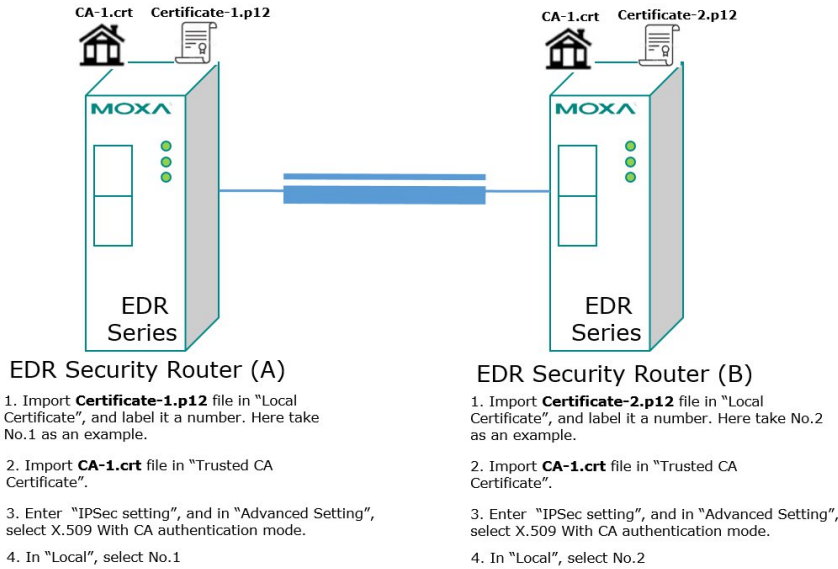 CA-1.crt Certificate-1.p12
MOXA
EDR
Series
EDR Security Router (A)
1. Import Certificate-1.p12 file in “Local
Certificate”, and label it a number. Here take
No.1 as an example.
2. Import CA-1.crt file in “Trusted CA
Certificate”.
3. Enter “IPSec setting”, and in “Advanced Setting”,
select X.509 With CA authentication mode.
4. In “Local”, select No.1
CA-1.crt Certificate-2.p12
MOXA
EDR
Series
EDR Security Router (B)
1. Import Certificate-2.p12 file in “Local
Certificate”, and label it a number. Here take No.2
as an example.
2. Import CA-1.crt file in “Trusted CA
Certificate”.
3. Enter “IPSec setting”, and in “Advanced Setting”,
select X.509 With CA authentication mode.
4. In “Local”, select No.2